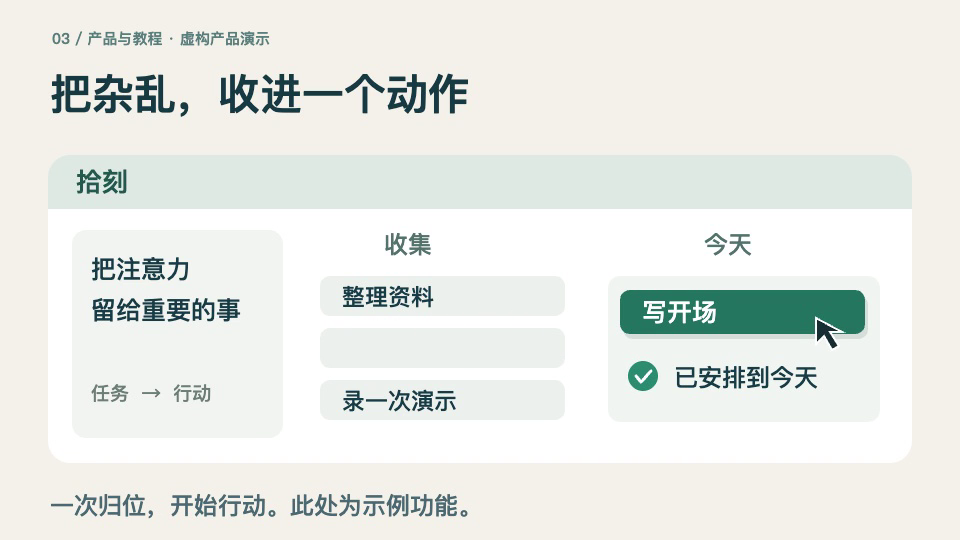 03 / 产品与教程 · 虚构产品演示
把杂乱，收进一个动作
拾刻
把注意力
留给重要的事
任务 → 行动
收集
整理资料
录一次演示
今天
写开场
已安排到今天
一次归位，开始行动。此处为示例功能。